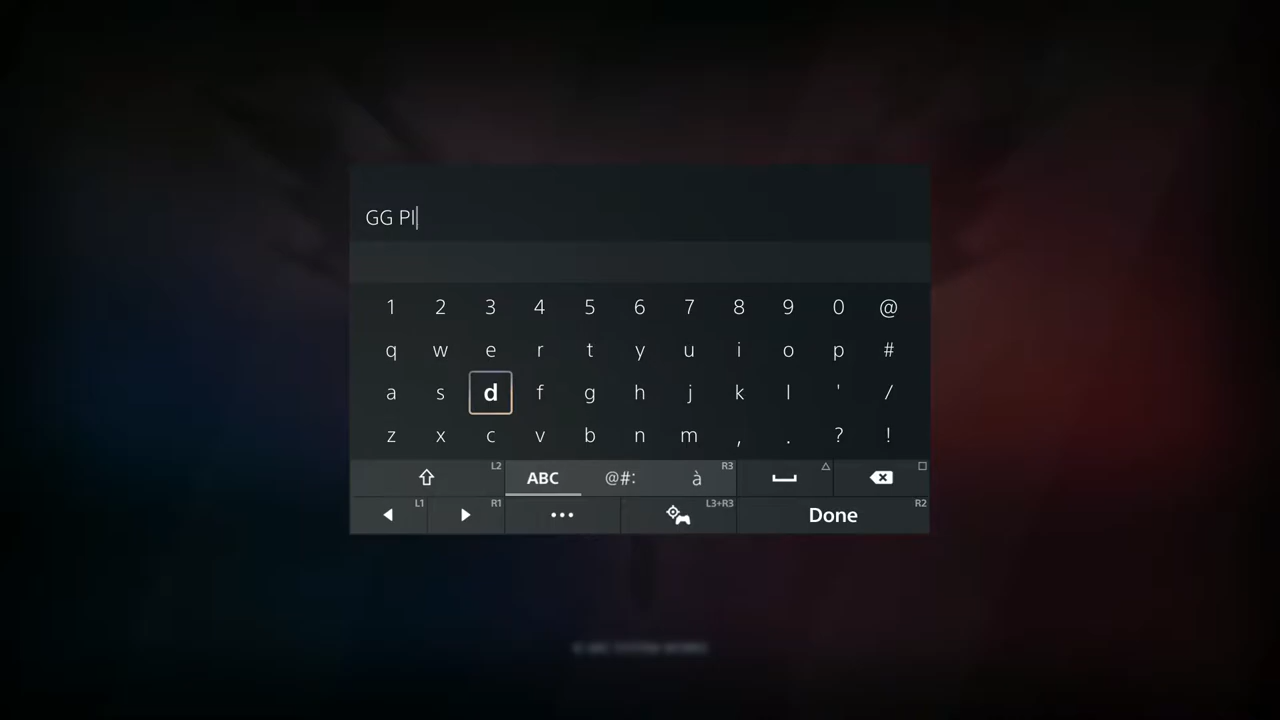 GG Pl
1 2 3 4 5 6 7 8 9 0 @
q w e r t y u i o p #
a s d f g h j k l ' /
z x c v b n m , . ? !
L2 ABC @#: à R3 △ □
L1 R1 ... L3+R3 Done R2